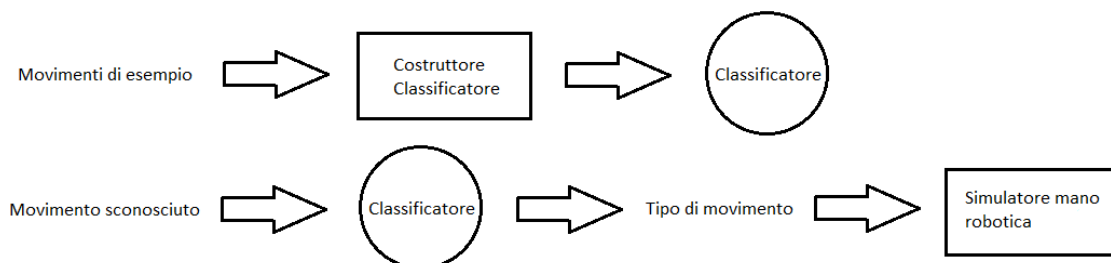 Movimenti di esempio
Costruttore
Classificatore
Classificatore
Movimento sconosciuto
Classificatore
Tipo di movimento
Simulatore mano
robotica